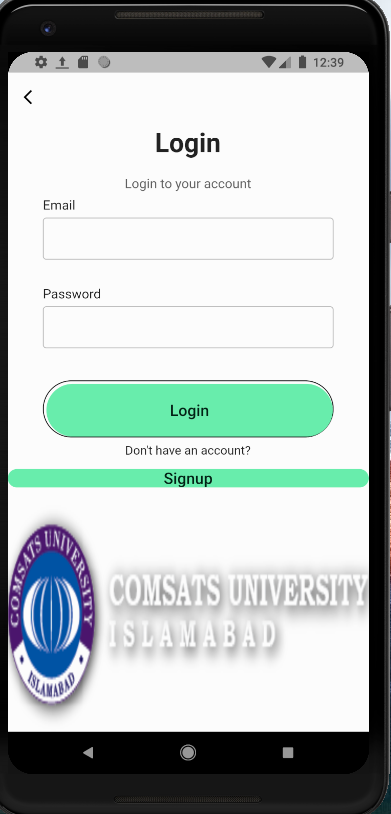 12:39
Login
Login to your account
Email
Password
Login
Don't have an account?
Signup
COMSATS UNIVERSITY
ISLAMABAD
COMSATS UNIVERSITY
ISLAMABAD